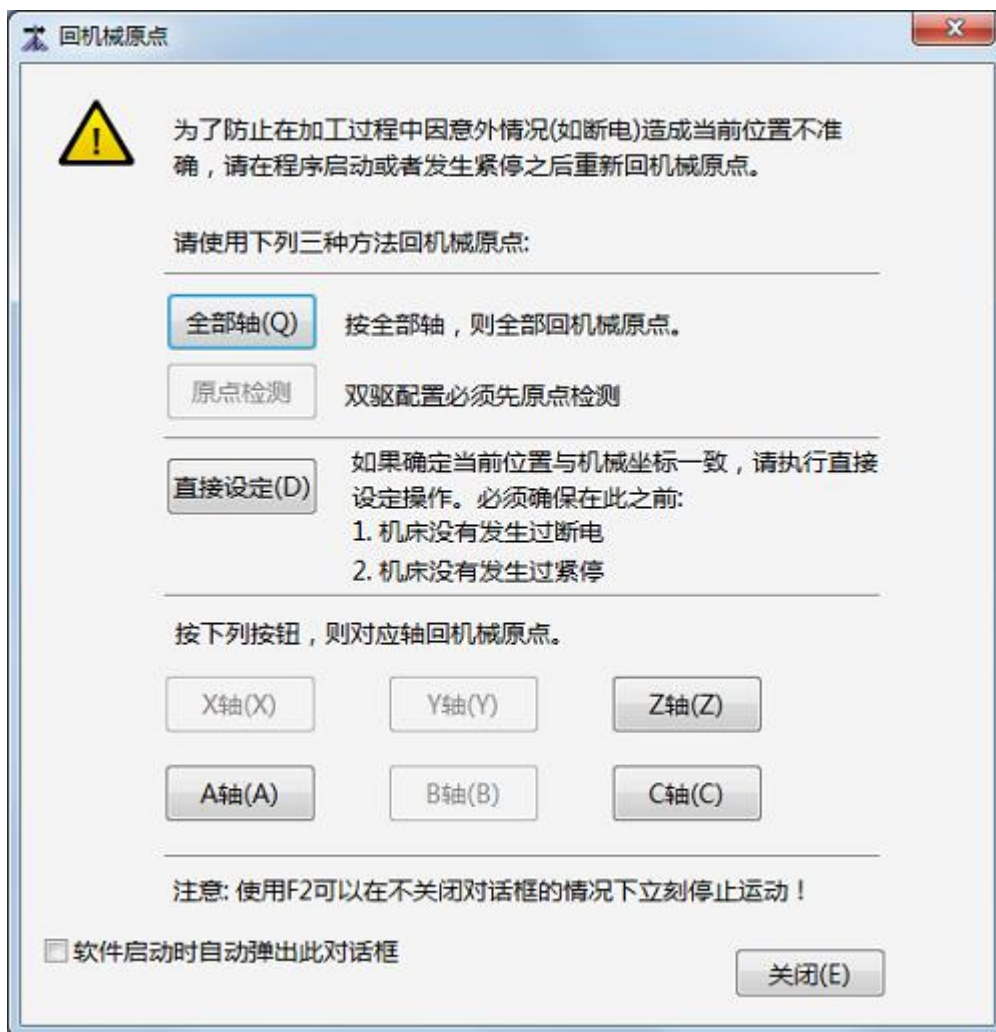 回机械原点
为了防止在加工过程中因意外情况(如断电)造成当前位置不准
确，请在程序启动或者发生紧停之后重新回机械原点。
请使用下列三种方法回机械原点:
全部轴(Q) 按全部轴，则全部回机械原点。
原点检测 双驱配置必须先原点检测
如果确定当前位置与机械坐标一致，请执行直接
直接设定(D) 设定操作。必须确保在此之前:
1. 机床没有发生过断电
2. 机床没有发生过紧停
按下列按钮，则对应轴回机械原点。
X轴(X) Y轴(Y) Z轴(Z)
A轴(A) B轴(B) C轴(C)
注意: 使用F2可以在不关闭对话框的情况下立刻停止运动！
软件启动时自动弹出此对话框
关闭(E)